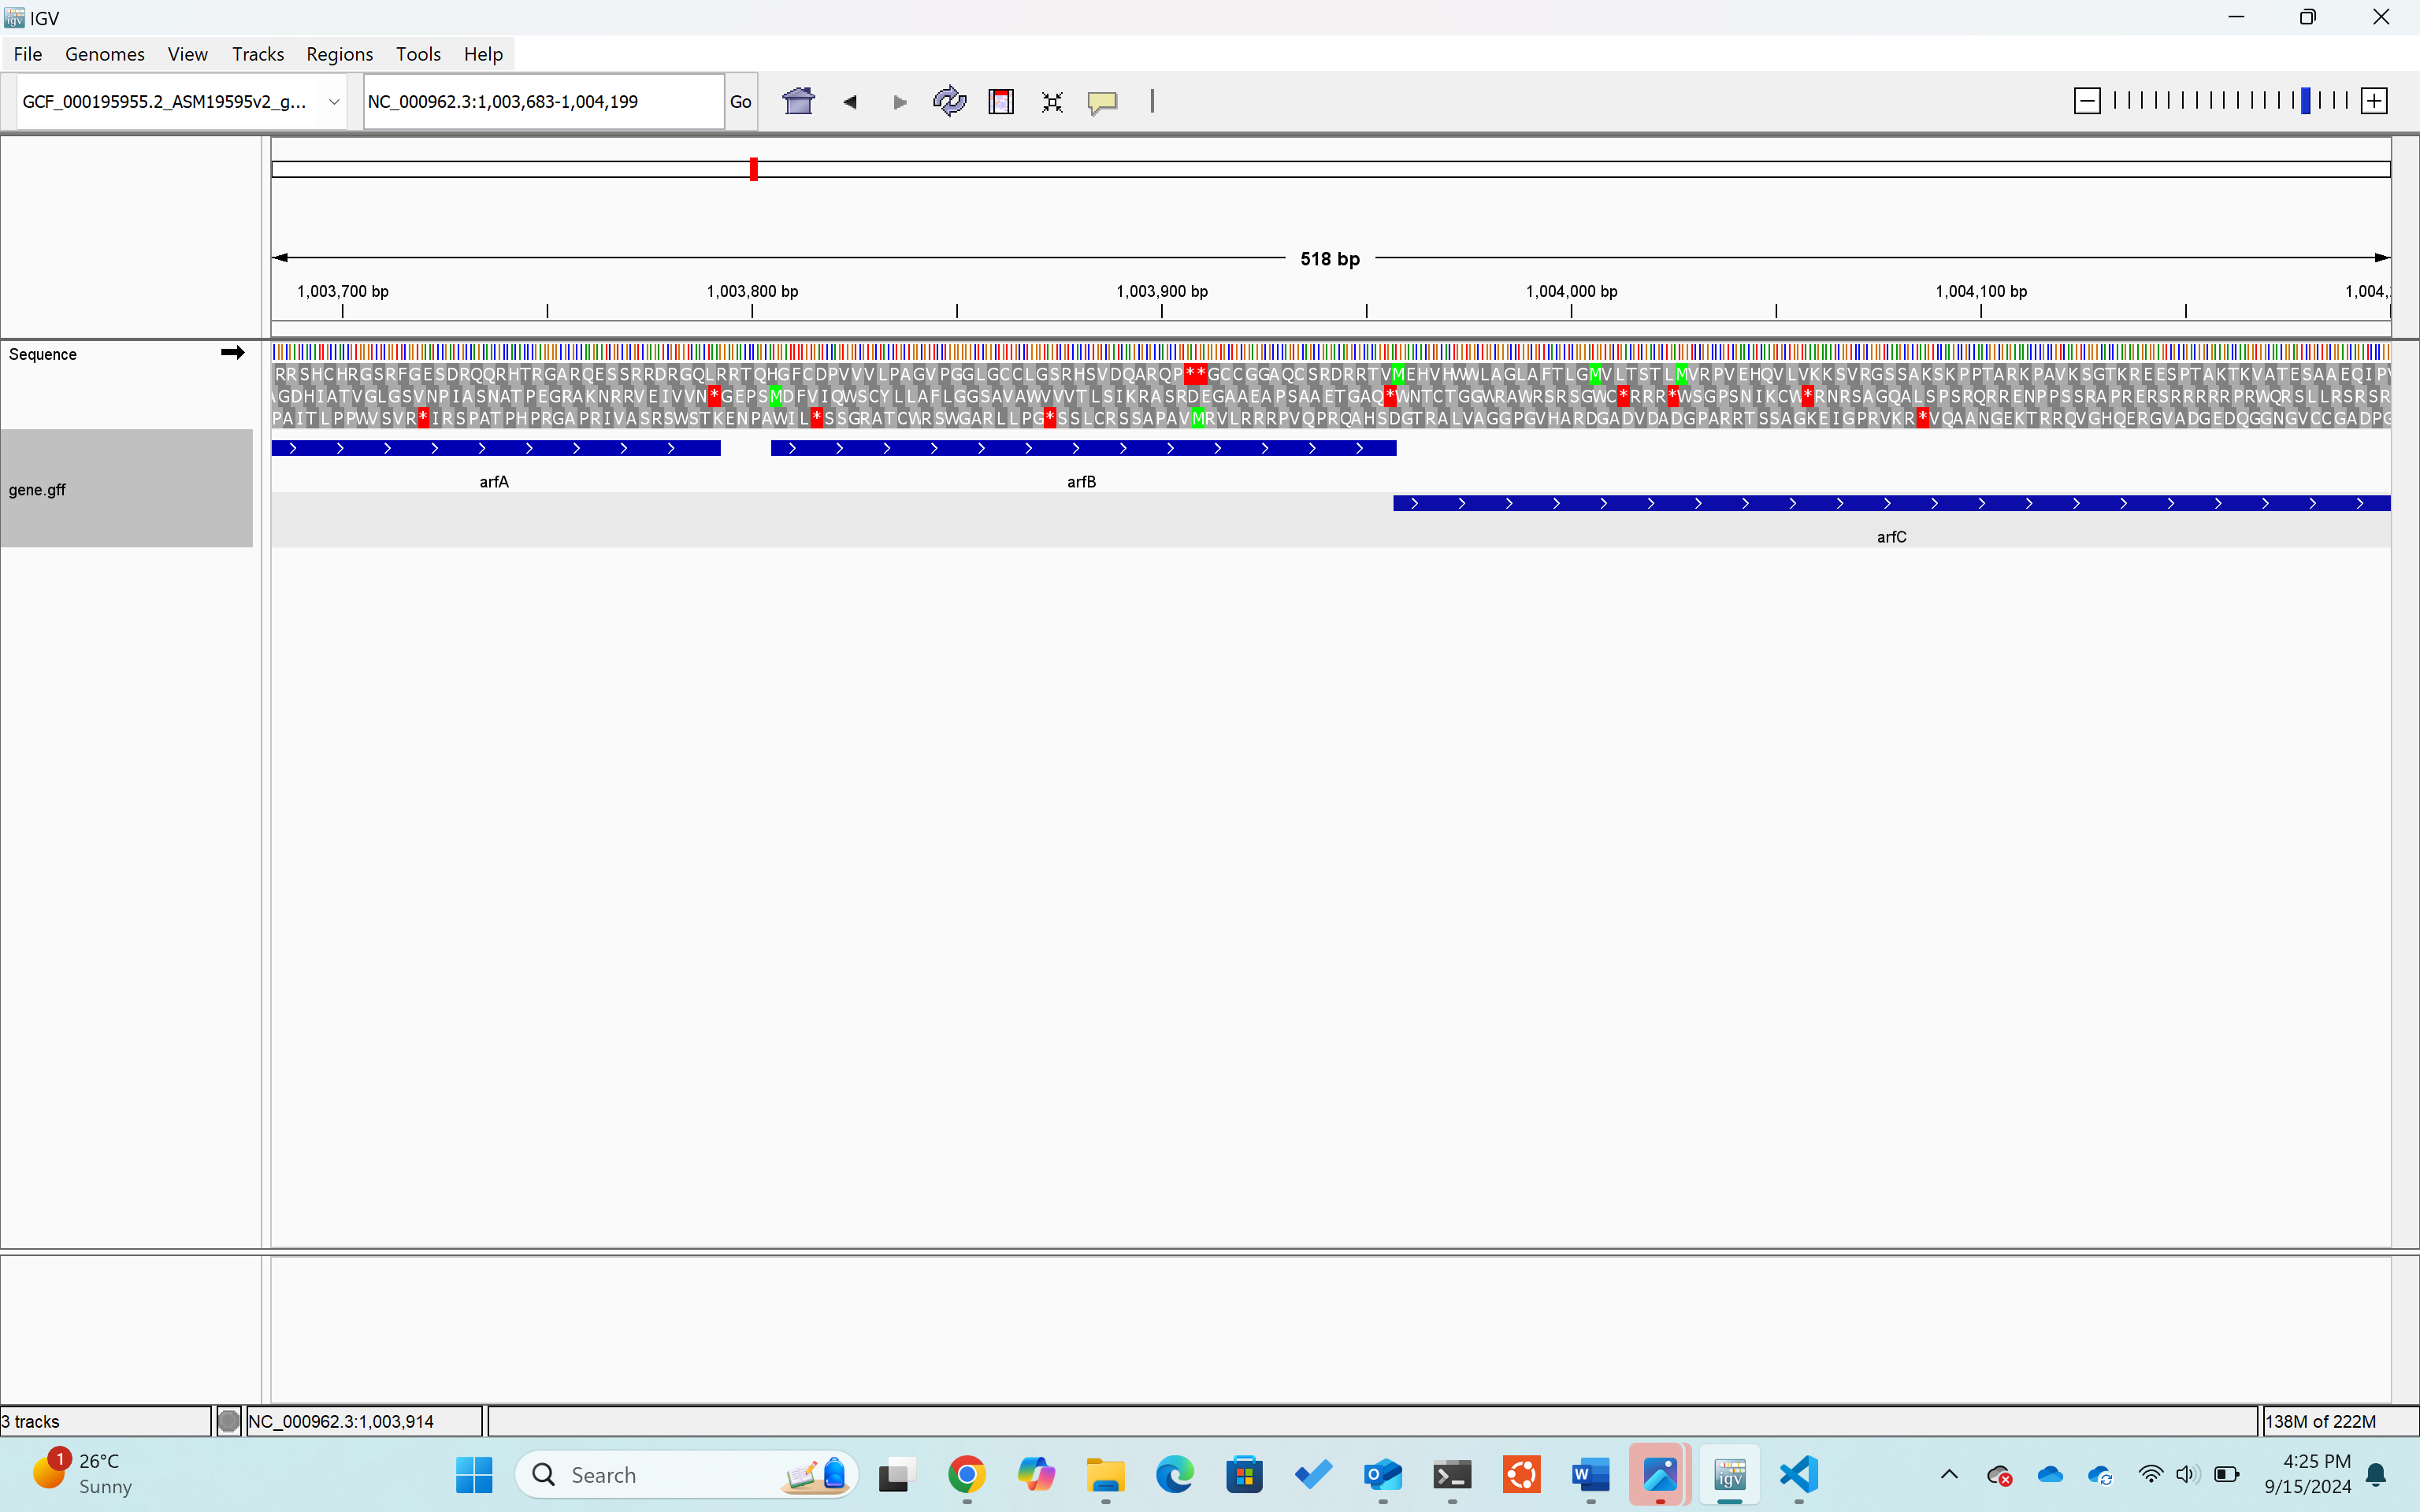 IGV
File Genomes View Tracks Regions Tools Help
GCF_000195955.2_ASM19595v2_g... NC_000962.3:1,003,683-1,004,199 Go
518 bp
1,003,700 bp 1,003,800 bp 1,003,900 bp 1,004,000 bp 1,004,100 bp 1,004,
Sequence
RRSHCHRGSRFGESDRQQRHTRGARQESSRRDRGQLRRTQHGFCDPVVVLPAGVPGGLGCCLGSRHSVDQARQP**GCCGGAQCSRDRRTVMEHVHWWLAGLAFTLGMVLTSTLMVRPVEHQVLVKKSVRGSSAKSKPPTARKPAVKSGTKREESPTAKTKVATESAAEQIP
GDHIATVGLGSVNPIASNATPEGRAKNRRVEIVVN*GEPSMDFVIQWSCYLLAFLGGSAVAWVVVTLSIKRASRDEGAAEAPSAAETGAQ*WNTCTGGWRAWRSRSGWC*RRR*WSGPSNIKCW*RNRSAGQALSPSRQRRENPPSSRAPRERSRRRRRPRWQRSLLRSRSR
PAITLPPWVSVR*IRSPATPHPRGAPRIVASRSWSTKENPAWIL*SSGRATCWRSWGARLLPG*SSLCRSSAPAVMRVLRRRPVQPRQAHSDGTRALVAGGPGVHARDGADVDADGPARRTSSAGKEIGPRVKR*VQAANGEKTRRQVGHQERGVADGEDQGGNGVCCGADPG
arfA arfB
gene.gff
arfC
3 tracks NC_000962.3:1,003,914 138M of 222M
1 26°C
Sunny
Search
4:25 PM
9/15/2024